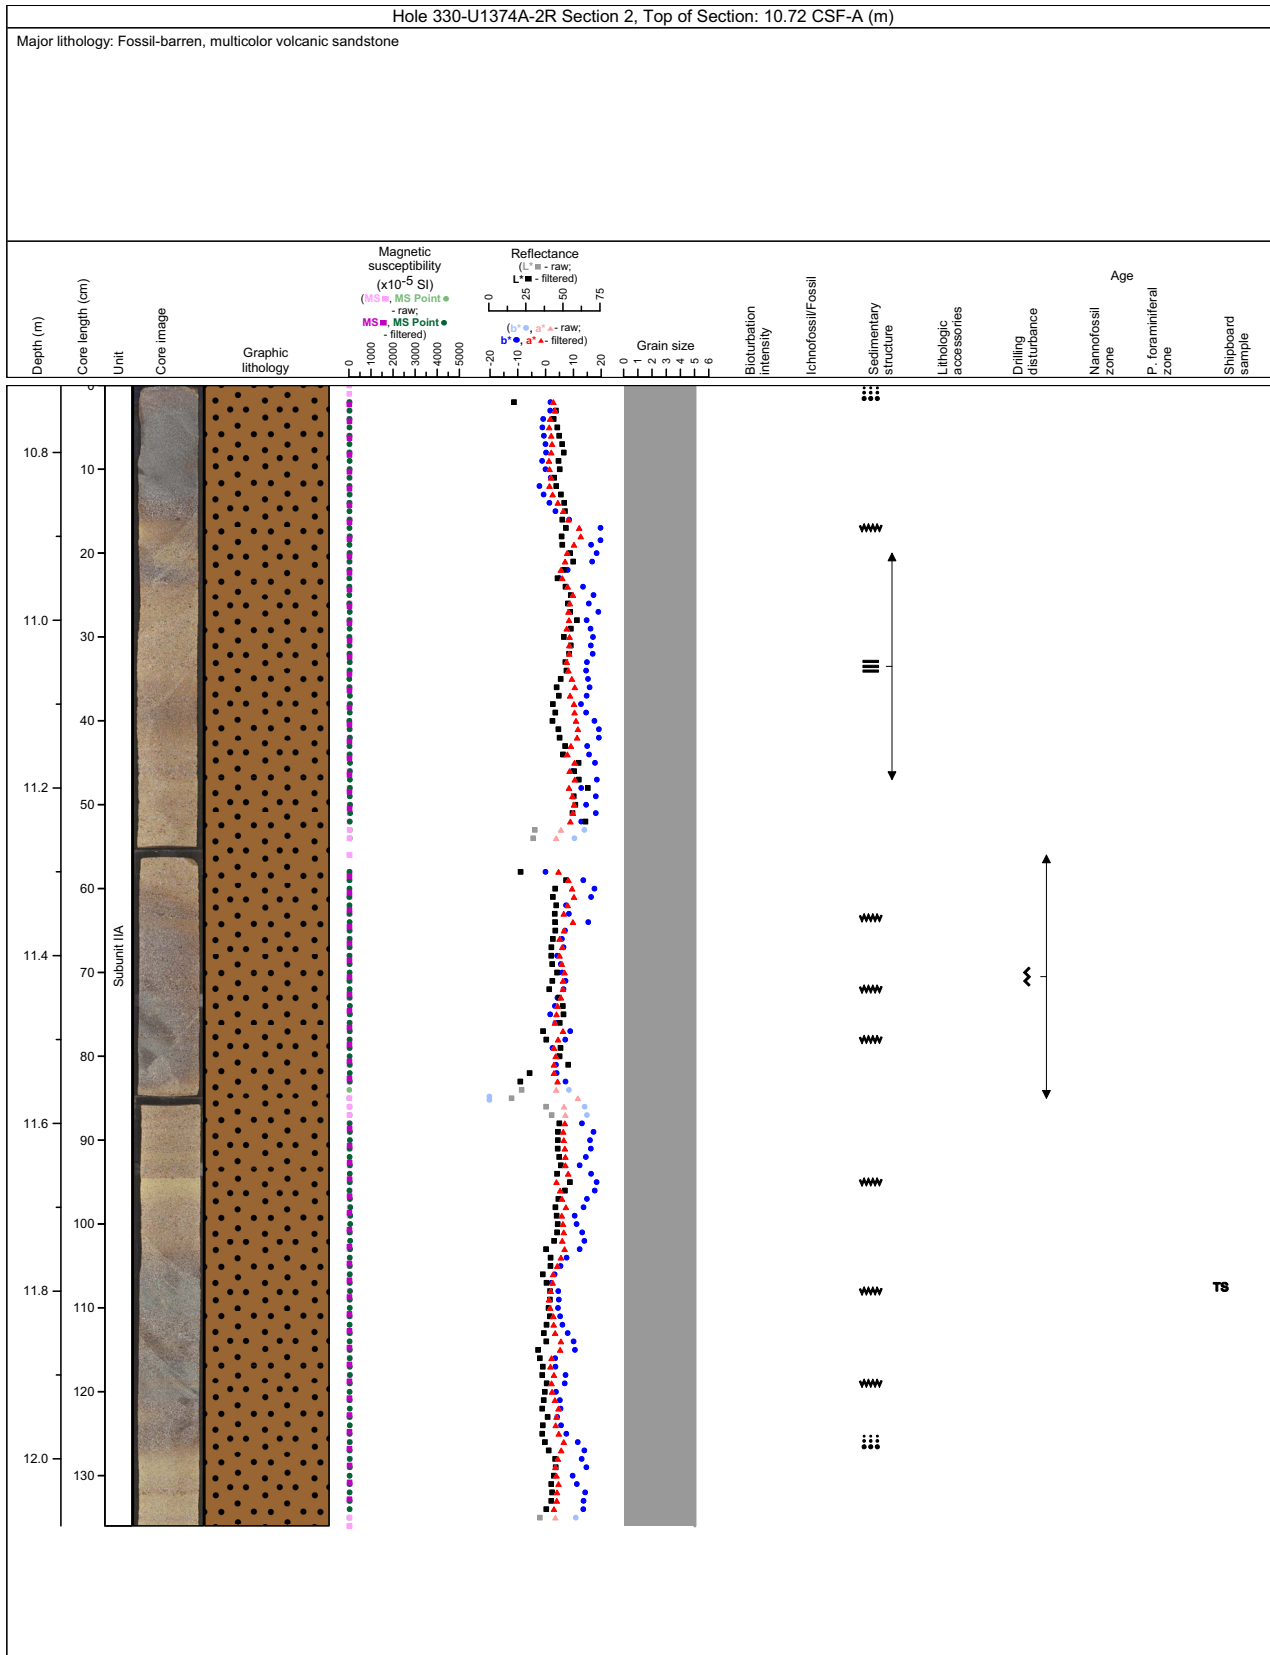 Hole 330-U1374A-2R Section 2, Top of Section: 10.72 CSF-A (m)
Major lithology: Fossil-barren, multicolor volcanic sandstone
Depth (m)
Core length (cm)
Unit
Core image
Graphic
lithology
Magnetic
susceptibility
(x10-5 SI)
(MS■, MS Point●
- raw;
MS■, MS Point●
- filtered)
0 1000 2000 3000 4000 5000
Reflectance
(L*■ - raw;
L*■ - filtered)
0 25 50 75
(b*●, a*▲ - raw;
b*●, a*▲ - filtered)
-20 -10 0 10 20
Grain size
0 1 2 3 4 5 6
Bioturbation
intensity
Ichnofossil/Fossil
Sedimentary
structure
Lithologic
accessories
Drilling
disturbance
Age
Nannofossil
zone
P. foraminiferal
zone
Shipboard
sample
0
10.8
10
20
11.0
30
40
11.2
50
60
11.4
70
Subunit IIA
80
11.6
90
100
11.8
TS
110
120
12.0
130